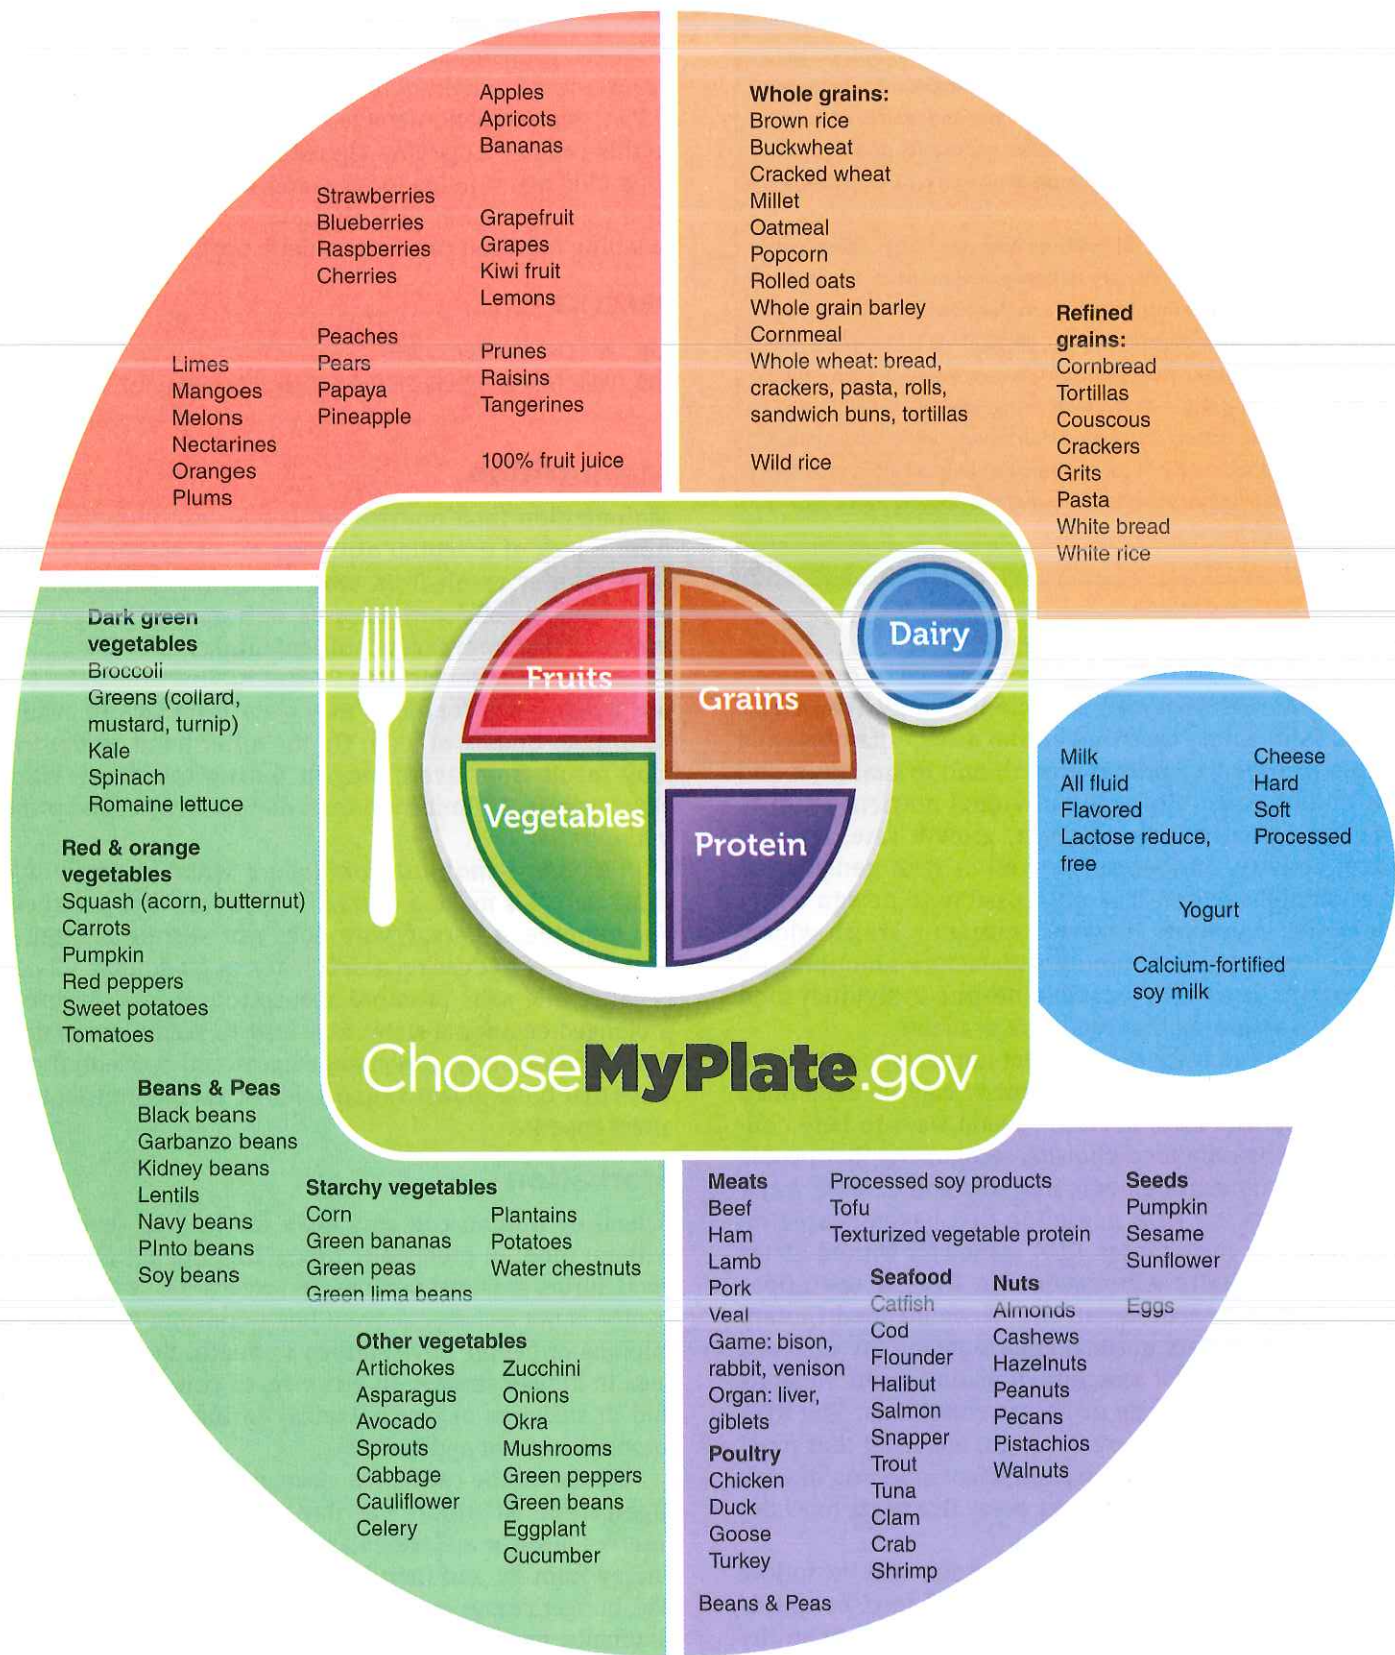 Apples
Apricots
Bananas
Strawberries
Blueberries
Raspberries
Cherries
Grapefruit
Grapes
Kiwi fruit
Lemons
Limes
Mangoes
Melons
Nectarines
Oranges
Plums
Peaches
Pears
Papaya
Pineapple
Prunes
Raisins
Tangerines
100% fruit juice
Whole grains:
Brown rice
Buckwheat
Cracked wheat
Millet
Oatmeal
Popcorn
Rolled oats
Whole grain barley
Cornmeal
Whole wheat: bread,
crackers, pasta, rolls,
sandwich buns, tortillas
Wild rice
Refined
grains:
Cornbread
Tortillas
Couscous
Crackers
Grits
Pasta
White bread
White rice
Fruits
Grains
Dairy
Vegetables
Protein
ChooseMyPlate.gov
Milk
All fluid
Flavored
Lactose reduce,
free
Cheese
Hard
Soft
Processed
Yogurt
Calcium-fortified
soy milk
Dark green
vegetables
Broccoli
Greens (collard,
mustard, turnip)
Kale
Spinach
Romaine lettuce
Red & orange
vegetables
Squash (acorn, butternut)
Carrots
Pumpkin
Red peppers
Sweet potatoes
Tomatoes
Beans & Peas
Black beans
Garbanzo beans
Kidney beans
Lentils
Navy beans
PInto beans
Soy beans
Starchy vegetables
Corn
Green bananas
Green peas
Green lima beans
Plantains
Potatoes
Water chestnuts
Other vegetables
Artichokes
Asparagus
Avocado
Sprouts
Cabbage
Cauliflower
Celery
Zucchini
Onions
Okra
Mushrooms
Green peppers
Green beans
Eggplant
Cucumber
Meats
Beef
Ham
Lamb
Pork
Veal
Game: bison,
rabbit, venison
Organ: liver,
giblets
Poultry
Chicken
Duck
Goose
Turkey
Beans & Peas
Processed soy products
Tofu
Texturized vegetable protein
Seafood
Catfish
Cod
Flounder
Halibut
Salmon
Snapper
Trout
Tuna
Clam
Crab
Shrimp
Nuts
Almonds
Cashews
Hazelnuts
Peanuts
Pecans
Pistachios
Walnuts
Seeds
Pumpkin
Sesame
Sunflower
Eggs